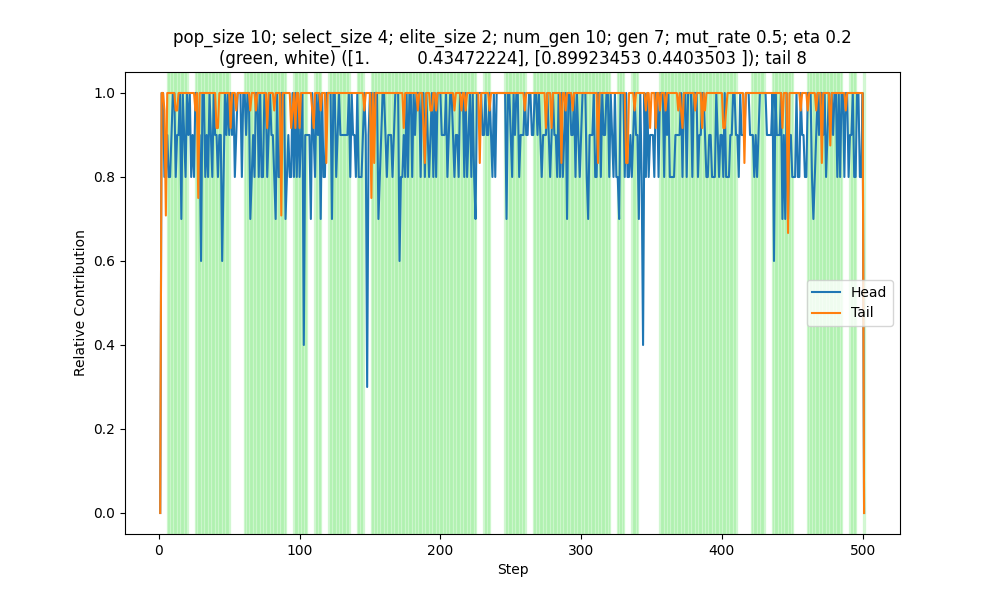 pop_size 10; select_size 4; elite_size 2; num_gen 10; gen 7; mut_rate 0.5; eta 0.2
(green, white) ([1.         0.43472224], [0.89923453 0.4403503 ]); tail 8
1.0
0.8
0.6
0.4
0.2
0.0
Relative Contribution
Head
Tail
0
100
200
300
400
500
Step